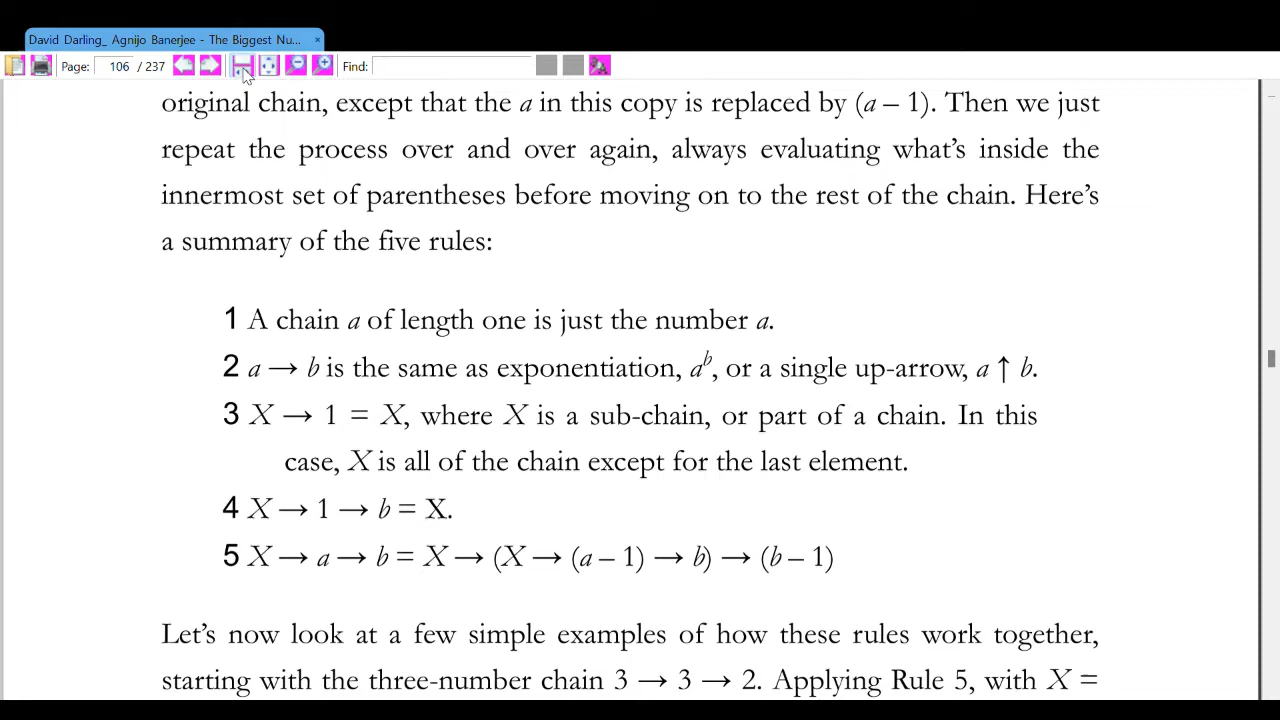 David Darling_ Agnijo Banerjee - The Biggest Nu... ×
Page: 106 / 237 Find:
original chain, except that the a in this copy is replaced by (a – 1). Then we just
repeat the process over and over again, always evaluating what’s inside the
innermost set of parentheses before moving on to the rest of the chain. Here’s
a summary of the five rules:
1 A chain a of length one is just the number a.
2 a → b is the same as exponentiation, aᵇ, or a single up-arrow, a ↑ b.
3 X → 1 = X, where X is a sub-chain, or part of a chain. In this
case, X is all of the chain except for the last element.
4 X → 1 → b = X.
5 X → a → b = X → (X → (a – 1) → b) → (b – 1)
Let’s now look at a few simple examples of how these rules work together,
starting with the three-number chain 3 → 3 → 2. Applying Rule 5, with X =